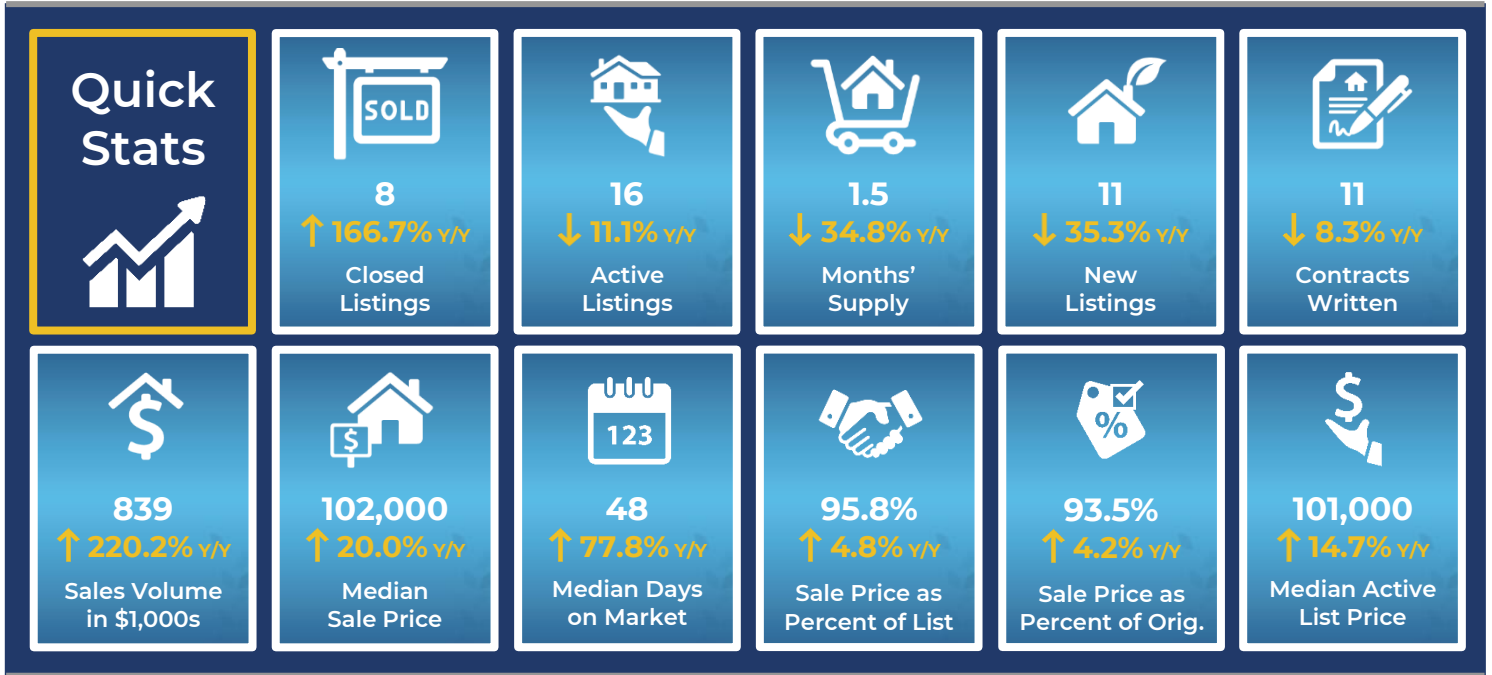 Quick
Stats
SOLD
8
↑ 166.7% Y/Y
Closed
Listings
16
↓ 11.1% Y/Y
Active
Listings
1.5
↓ 34.8% Y/Y
Months’
Supply
11
↓ 35.3% Y/Y
New
Listings
11
↓ 8.3% Y/Y
Contracts
Written
$
839
↑ 220.2% Y/Y
Sales Volume
in $1,000s
$
102,000
↑ 20.0% Y/Y
Median
Sale Price
123
48
↑ 77.8% Y/Y
Median Days
on Market
95.8%
↑ 4.8% Y/Y
Sale Price as
Percent of List
%
93.5%
↑ 4.2% Y/Y
Sale Price as
Percent of Orig.
$
101,000
↑ 14.7% Y/Y
Median Active
List Price